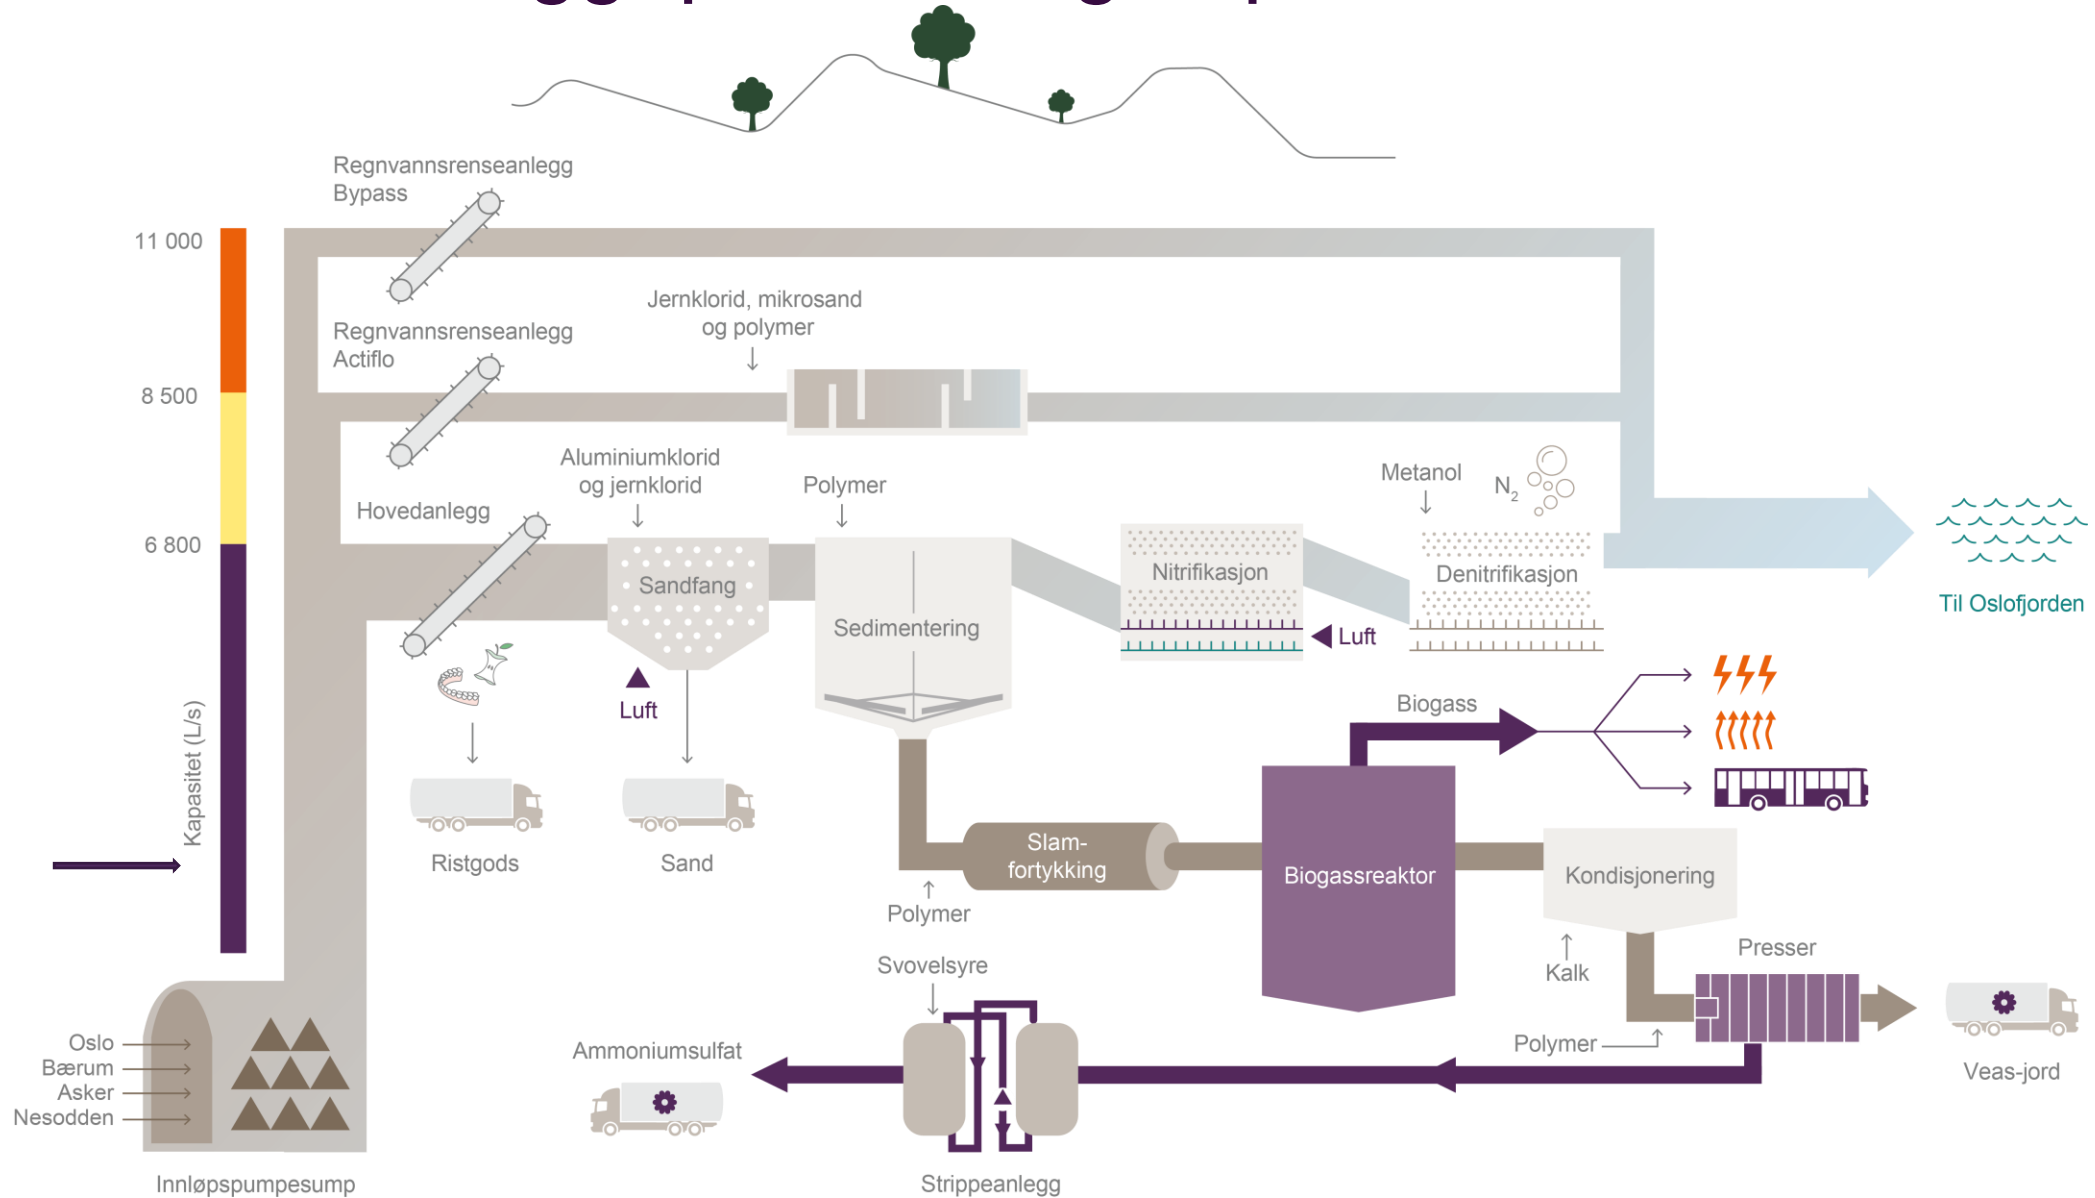 Regnvannsrenseanlegg
Bypass
11 000
Jernklorid, mikrosand
og polymer
Regnvannsrenseanlegg
Actiflo
8 500
Aluminiumklorid
og jernklorid
Polymer
Metanol
N2
Hovedanlegg
6 800
Sandfang
Nitrifikasjon
Denitrifikasjon
Til Oslofjorden
Sedimentering
Luft
Luft
Biogass
Kapasitet (L/s)
Ristgods
Sand
Slam-
fortykking
Biogassreaktor
Kondisjonering
Polymer
Presser
Svovelsyre
Kalk
Oslo
Bærum
Asker
Nesodden
Ammoniumsulfat
Polymer
Veas-jord
Innløpspumpesump
Strippeanlegg